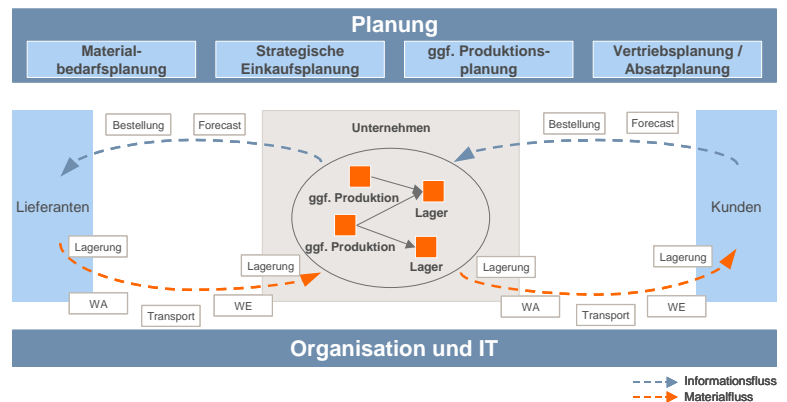 Planung
Material-
bedarfsplanung
Strategische
Einkaufsplanung
ggf. Produktions-
planung
Vertriebsplanung /
Absatzplanung
Bestellung
Forecast
Unternehmen
Bestellung
Forecast
ggf. Produktion
Lager
Lieferanten
Kunden
ggf. Produktion
Lager
Lagerung
Lagerung
Lagerung
Lagerung
WA
Transport
WE
WA
Transport
WE
Organisation und IT
Informationsfluss
Materialfluss